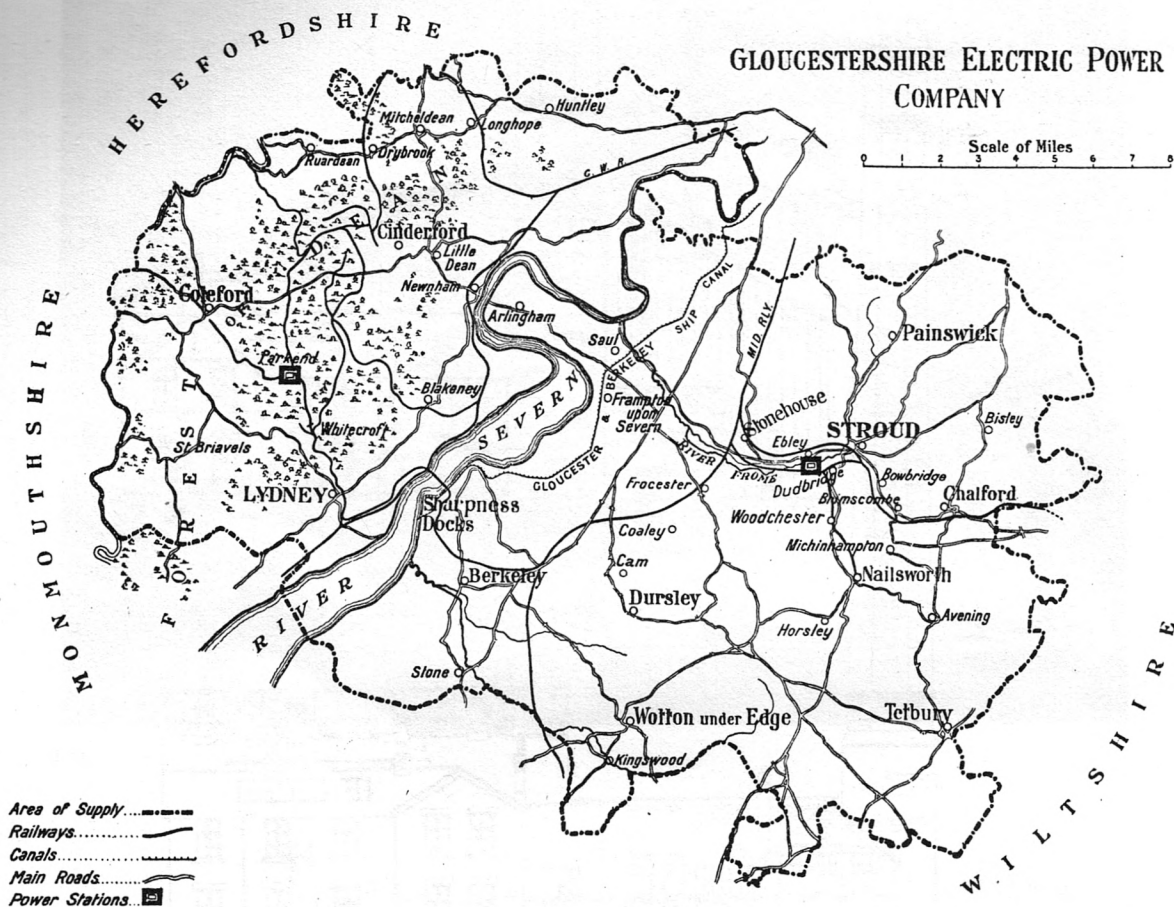 GLOUCESTERSHIRE ELECTRIC POWER
COMPANY
Scale of Miles
0 1 2 3 4 5 6 7 8
HEREFORDSHIRE
MONMOUTHSHIRE
WILTSHIRE
FOREST OF DEAN
Huntley
Mitcheldean
Longhope
Ruardean
Drybrook
G.W.R.
Cinderford
Little
Dean
Newnham
Coleford
Arlingham
Saul
GLOUCESTER & BERKELEY SHIP CANAL
MID RLY.
Painswick
Parkend
Blakeney
Frampton
upon
Severn
Stonehouse
STROUD
Bisley
Whitecroft
St. Briavels
Ebley
RIVER FROME
Dudbridge
Bowbridge
LYDNEY
RIVER SEVERN
Sharpness
Docks
Frocester
Brimscombe
Chalford
Woodchester
Coaley
Michinhampton
Cam
Berkeley
Nailsworth
Dursley
Avening
Horsley
Slone
Wotton under Edge
Tetbury
Kingswood
Area of Supply....
Railways............
Canals...............
Main Roads.........
Power Stations...